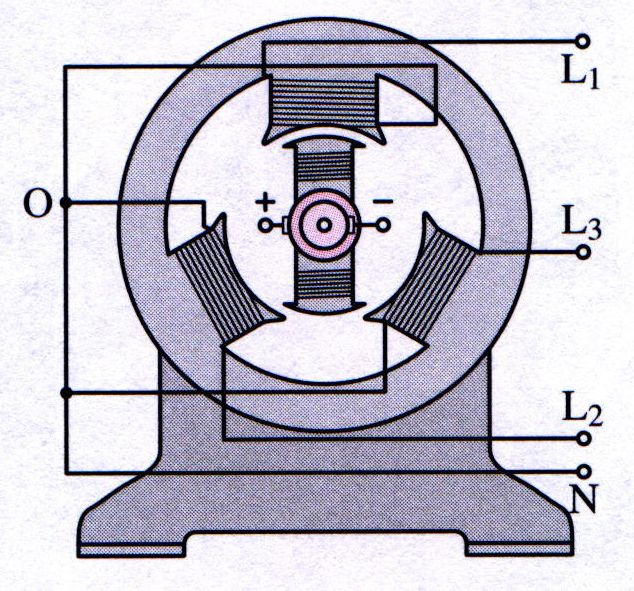 L₁
O
+ −
L₃
L₂
N